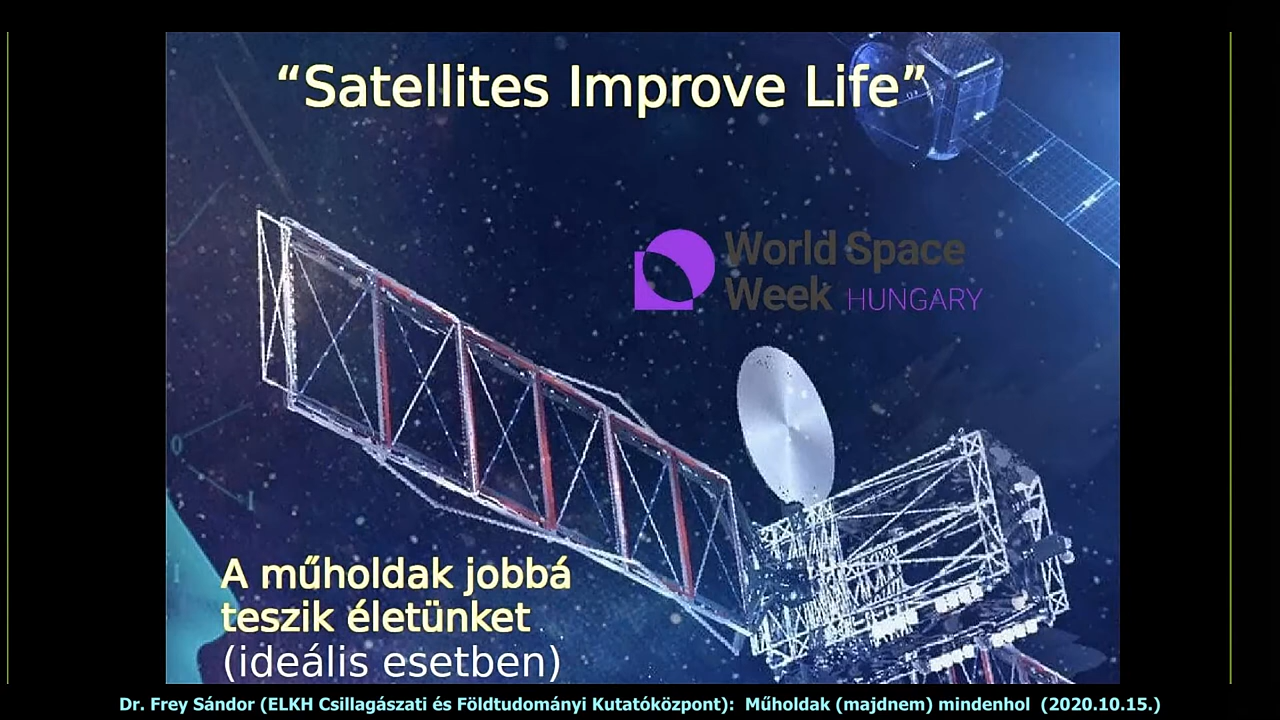 “Satellites Improve Life”
World Space
Week HUNGARY
A műholdak jobbá
teszik életünket
(ideális esetben)
Dr. Frey Sándor (ELKH Csillagászati és Földtudományi Kutatóközpont): Műholdak (majdnem) mindenhol (2020.10.15.)